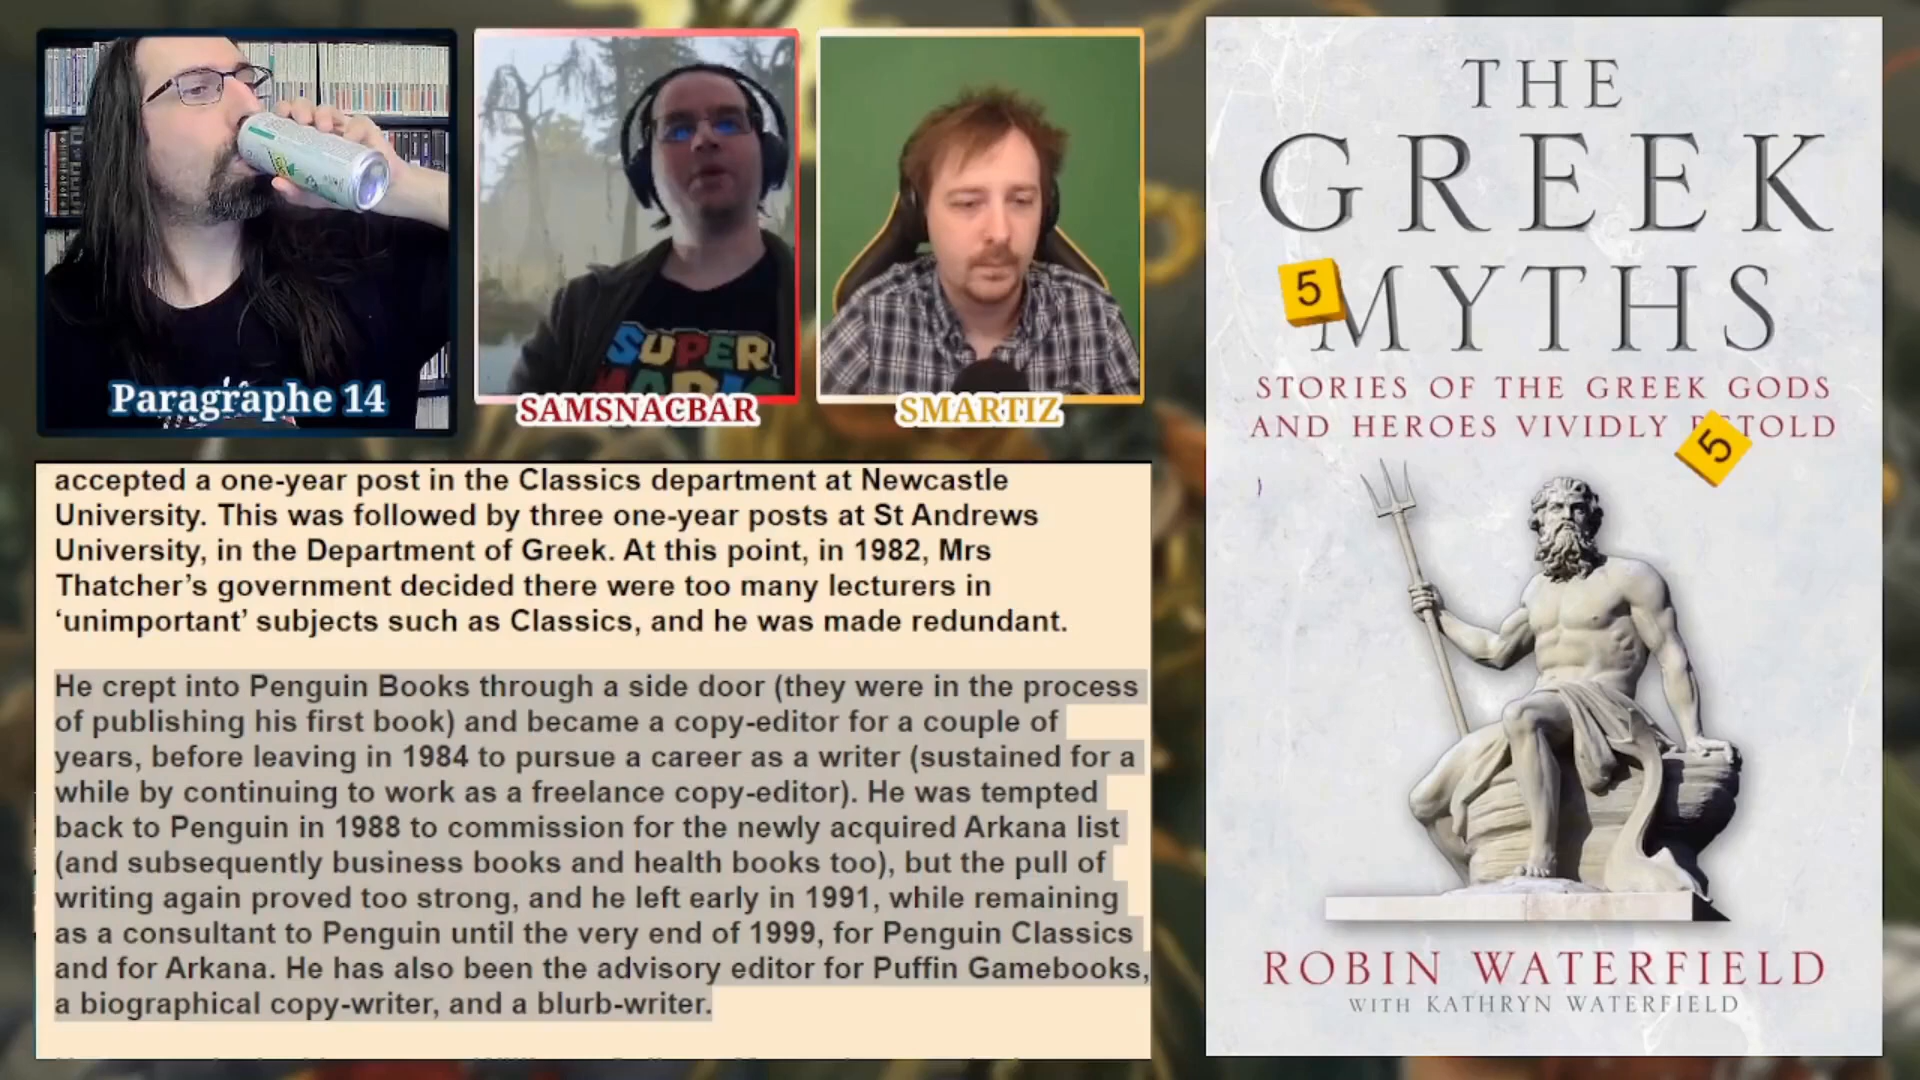 Paragraphe 14
SAMSNACBAR
SMARTIZ
SUPER
MARIO
accepted a one-year post in the Classics department at Newcastle
University. This was followed by three one-year posts at St Andrews
University, in the Department of Greek. At this point, in 1982, Mrs
Thatcher’s government decided there were too many lecturers in
‘unimportant’ subjects such as Classics, and he was made redundant.
He crept into Penguin Books through a side door (they were in the process
of publishing his first book) and became a copy-editor for a couple of
years, before leaving in 1984 to pursue a career as a writer (sustained for a
while by continuing to work as a freelance copy-editor). He was tempted
back to Penguin in 1988 to commission for the newly acquired Arkana list
(and subsequently business books and health books too), but the pull of
writing again proved too strong, and he left early in 1991, while remaining
as a consultant to Penguin until the very end of 1999, for Penguin Classics
and for Arkana. He has also been the advisory editor for Puffin Gamebooks,
a biographical copy-writer, and a blurb-writer.
THE
GREEK
5
MYTHS
STORIES OF THE GREEK GODS
AND HEROES VIVIDLY RETOLD
5
ROBIN WATERFIELD
WITH KATHRYN WATERFIELD